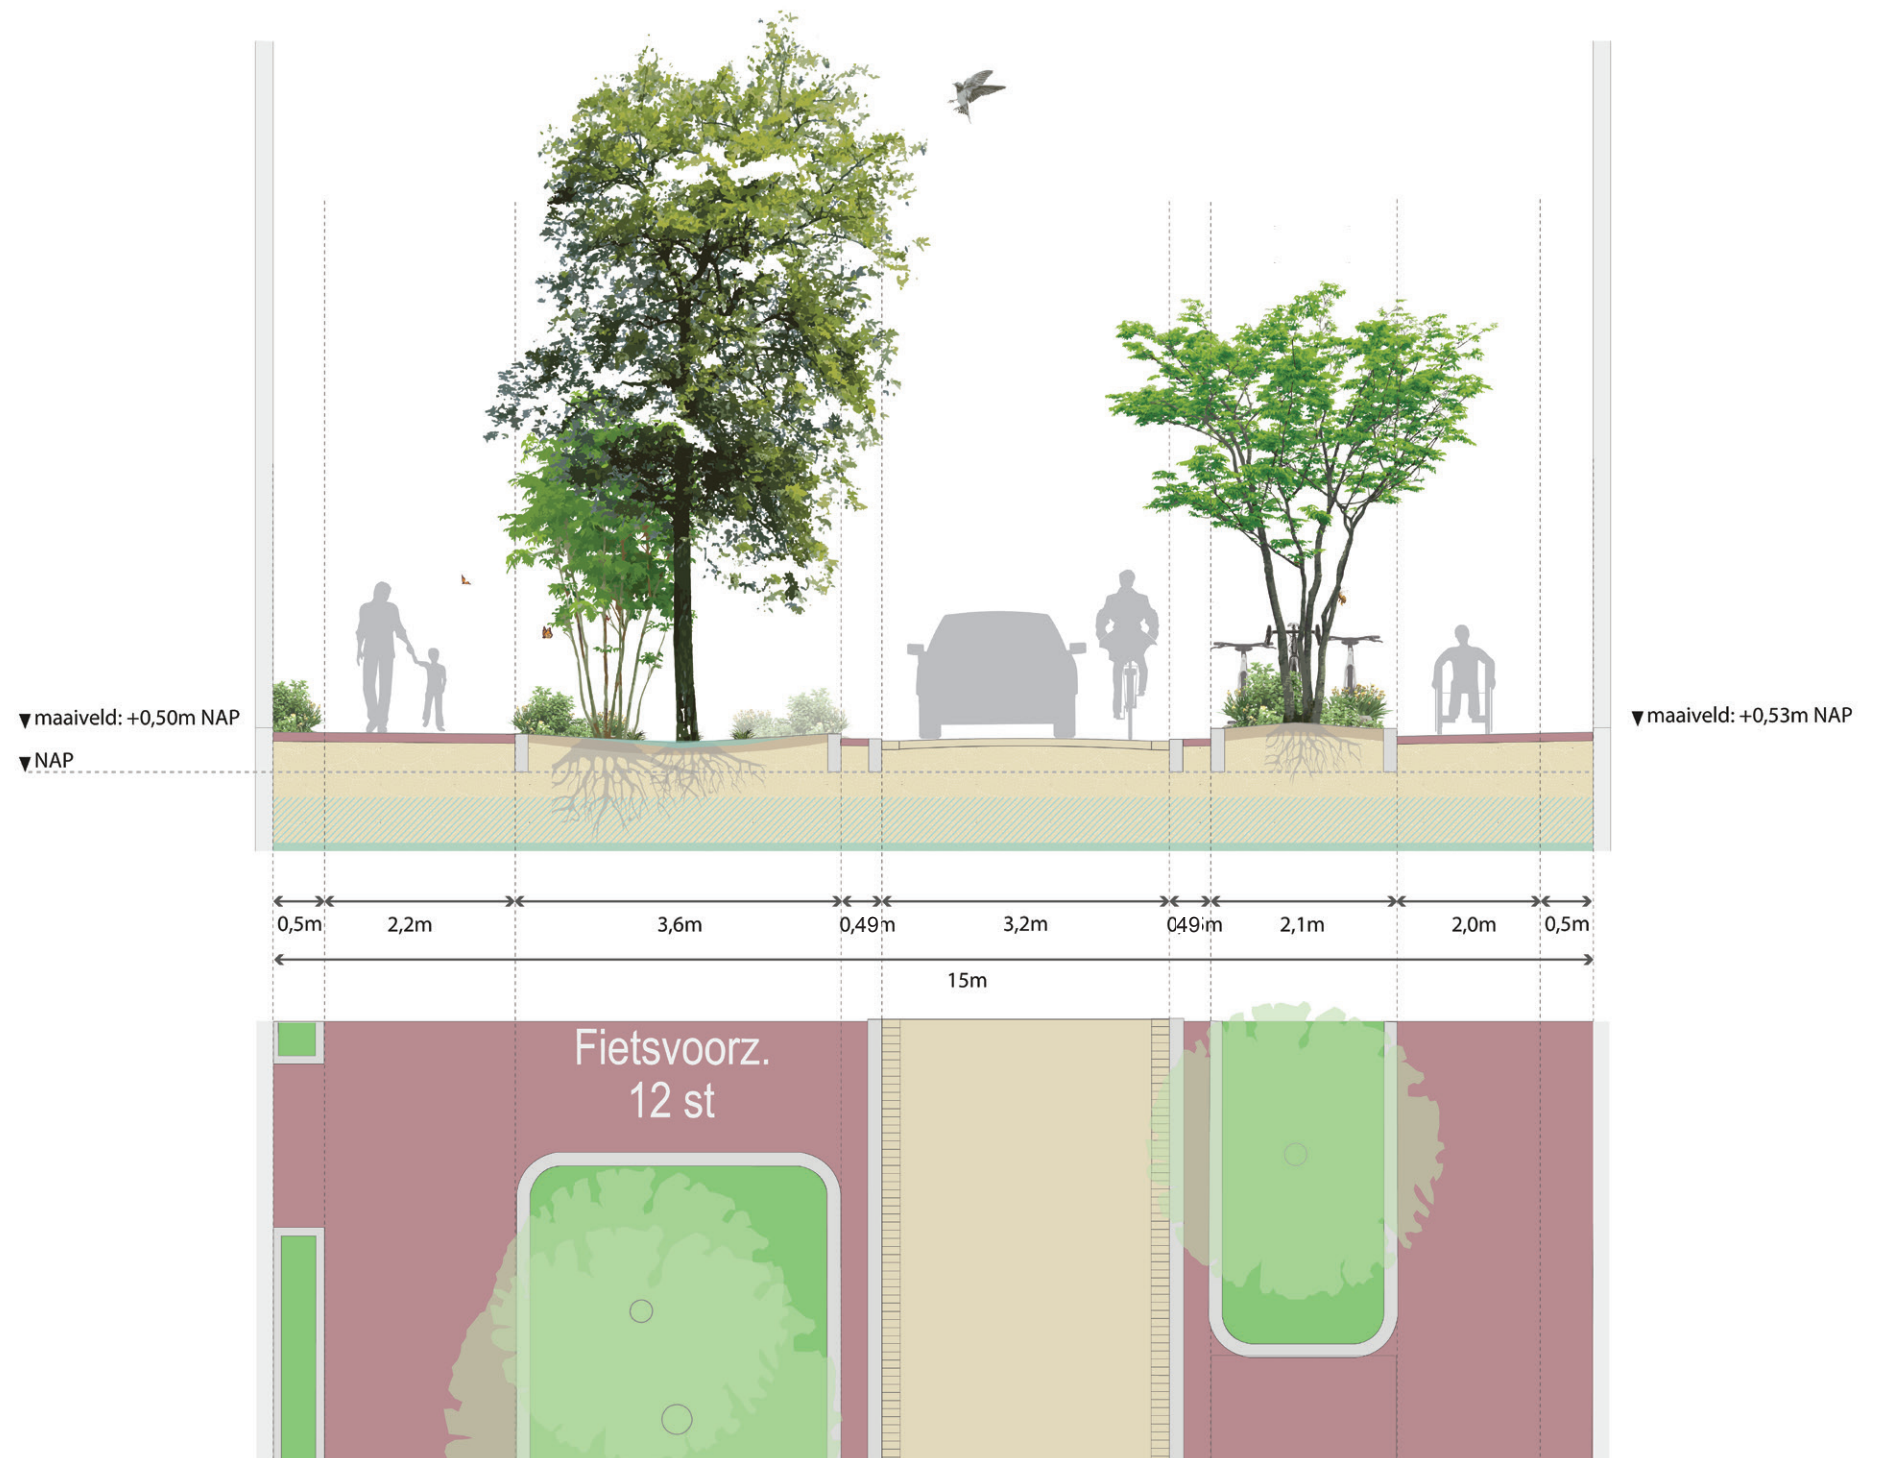 maaiveld: +0,50m NAP
maaiveld: +0,53m NAP
NAP
0,5m 2,2m 3,6m 0,49m 3,2m 0,49m 2,1m 2,0m 0,5m
15m
Fietsvoorz.
12 st